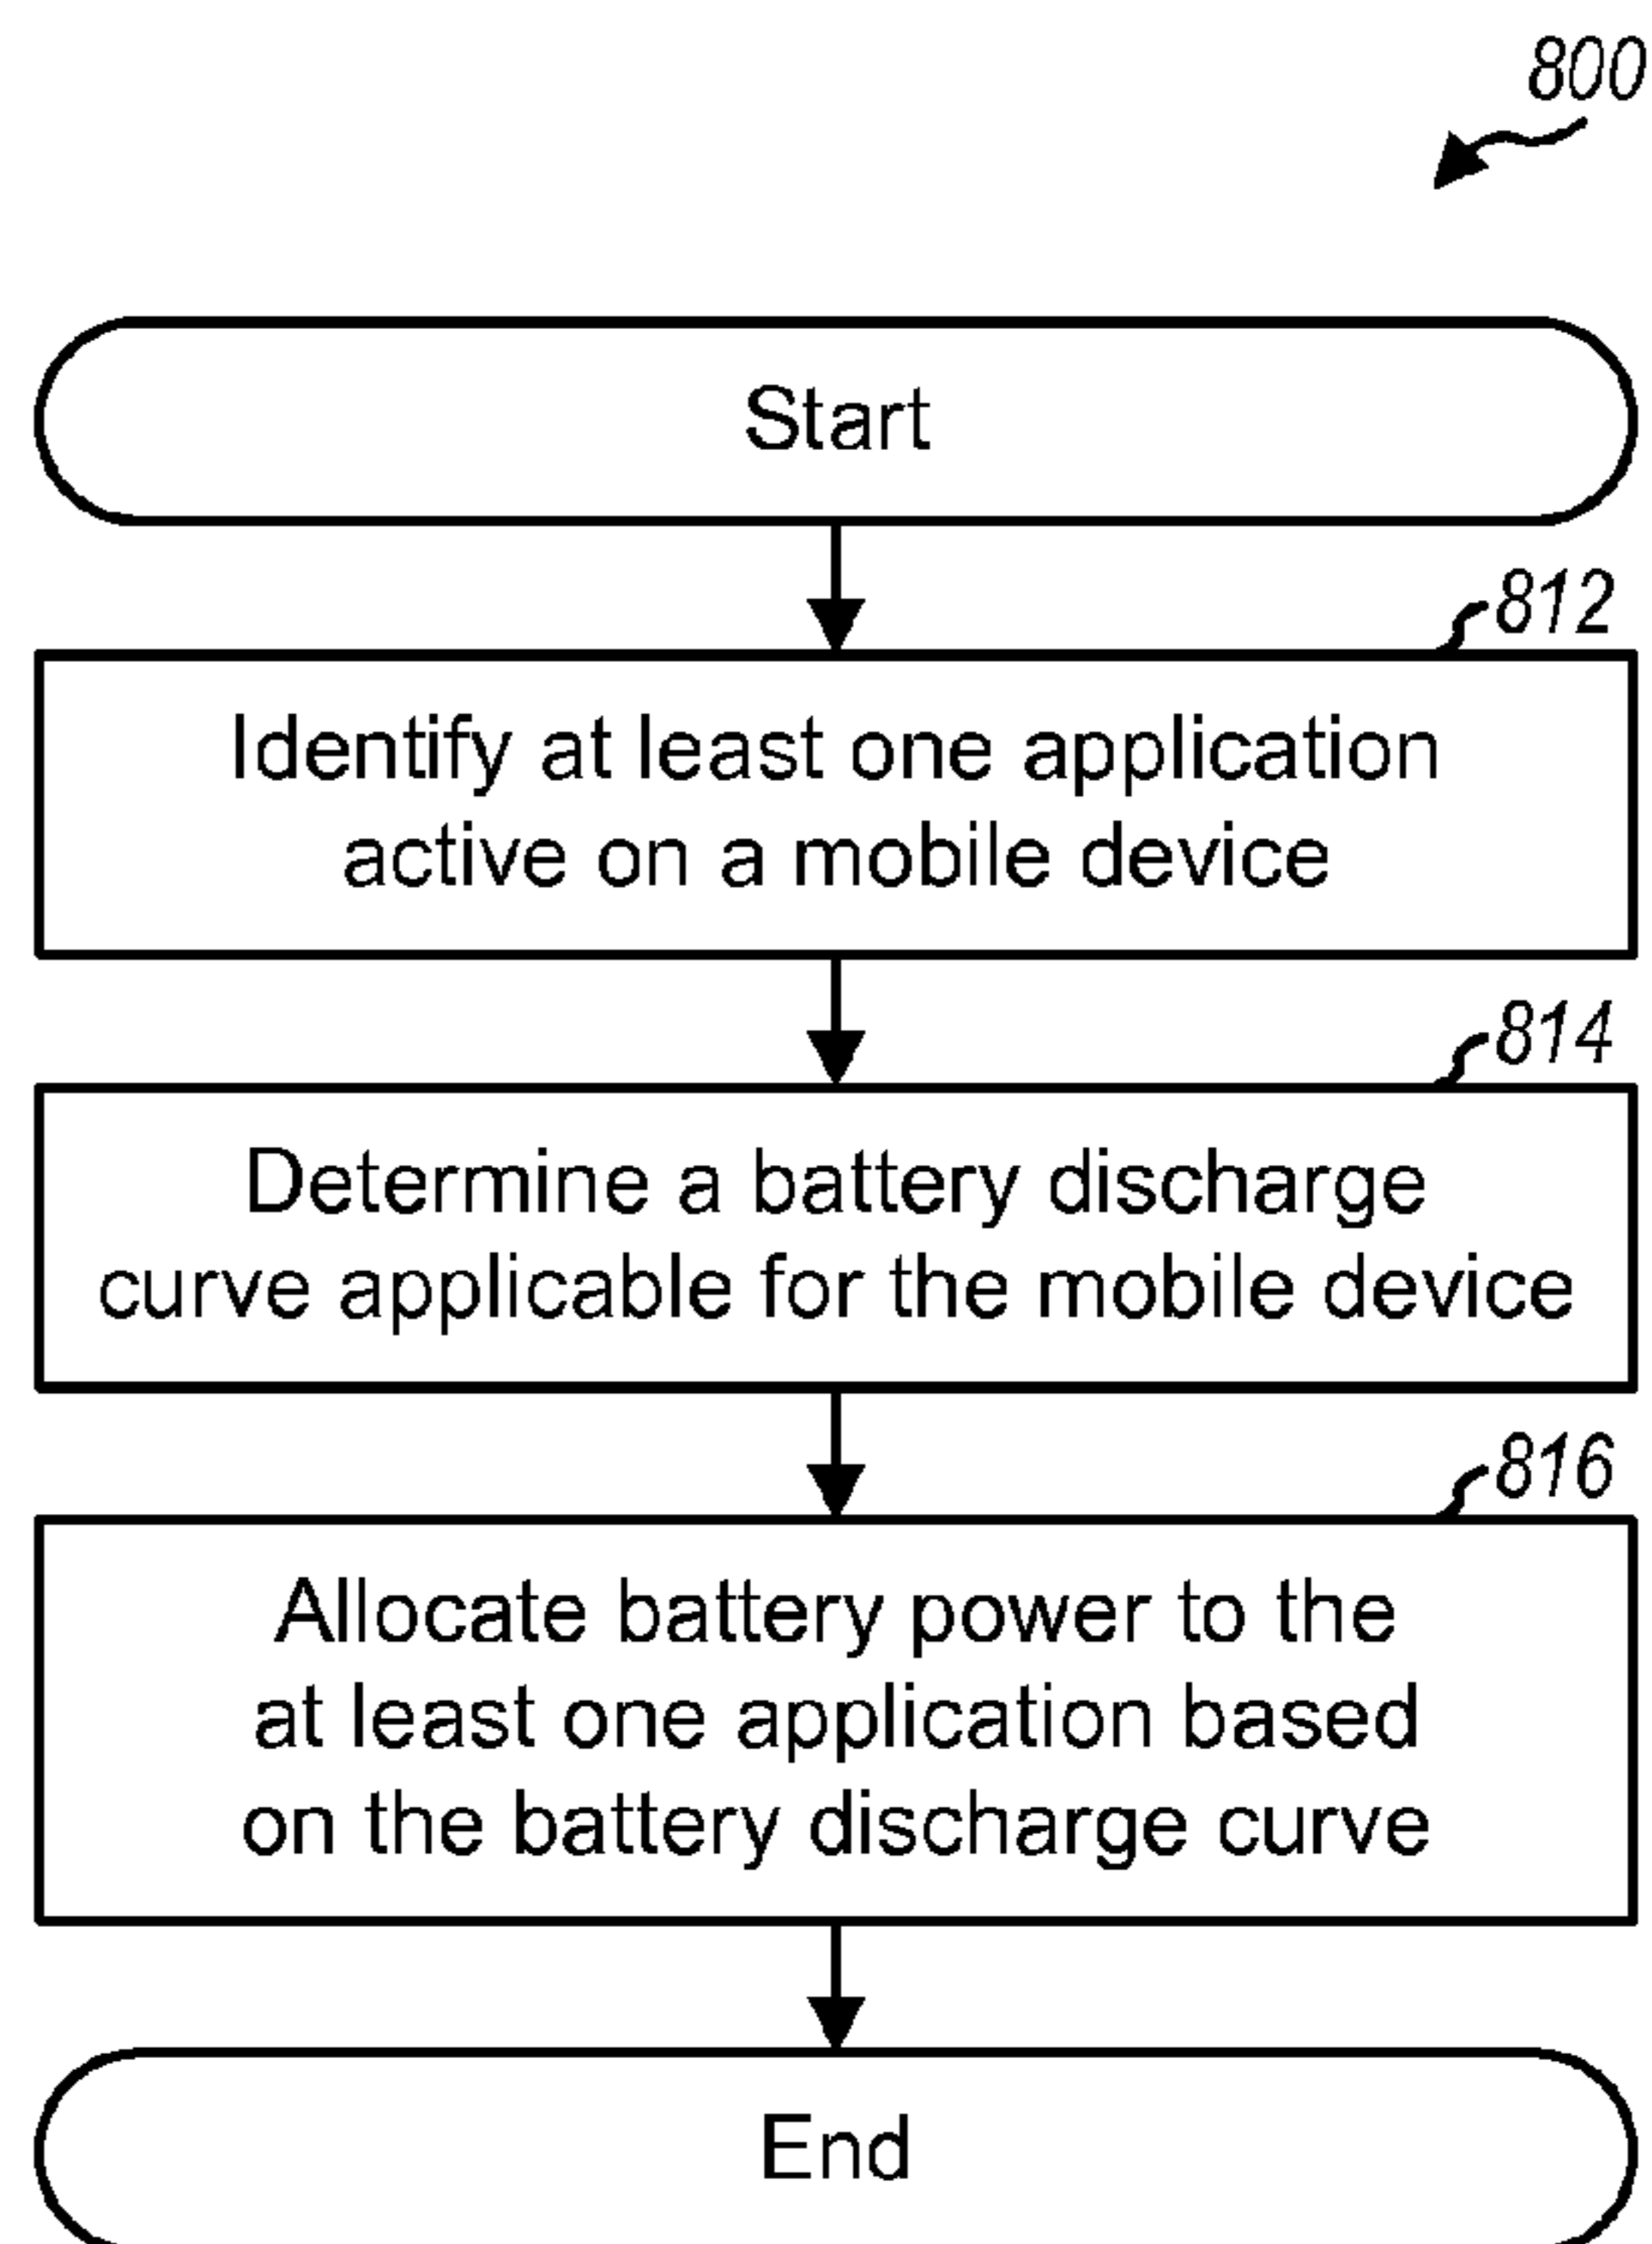 800
Start
812
Identify at least one application
active on a mobile device
814
Determine a battery discharge
curve applicable for the mobile device
816
Allocate battery power to the
at least one application based
on the battery discharge curve
End